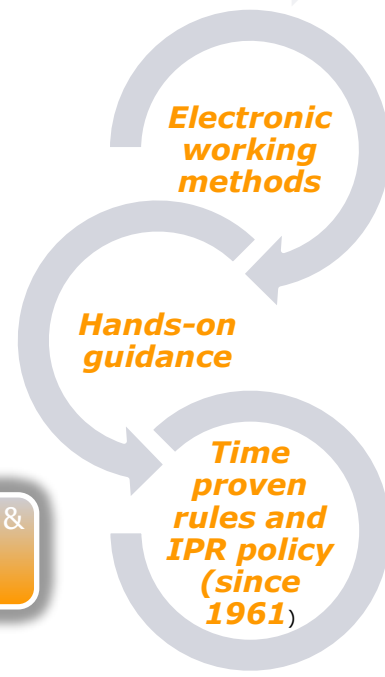 Electronic
working
methods
Hands-on
guidance
Time
proven
rules and
IPR policy
(since
1961)
&